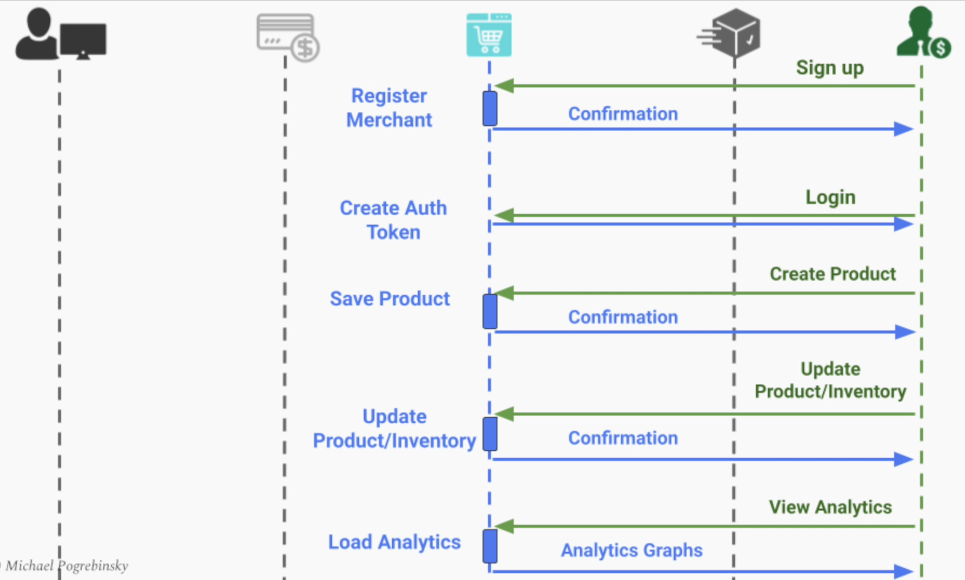 Sign up
Register
Merchant
Confirmation
Login
Create Auth
Token
Create Product
Save Product
Confirmation
Update
Product/Inventory
Update
Product/Inventory
Confirmation
View Analytics
Load Analytics
Analytics Graphs
Michael Pogrebinsky